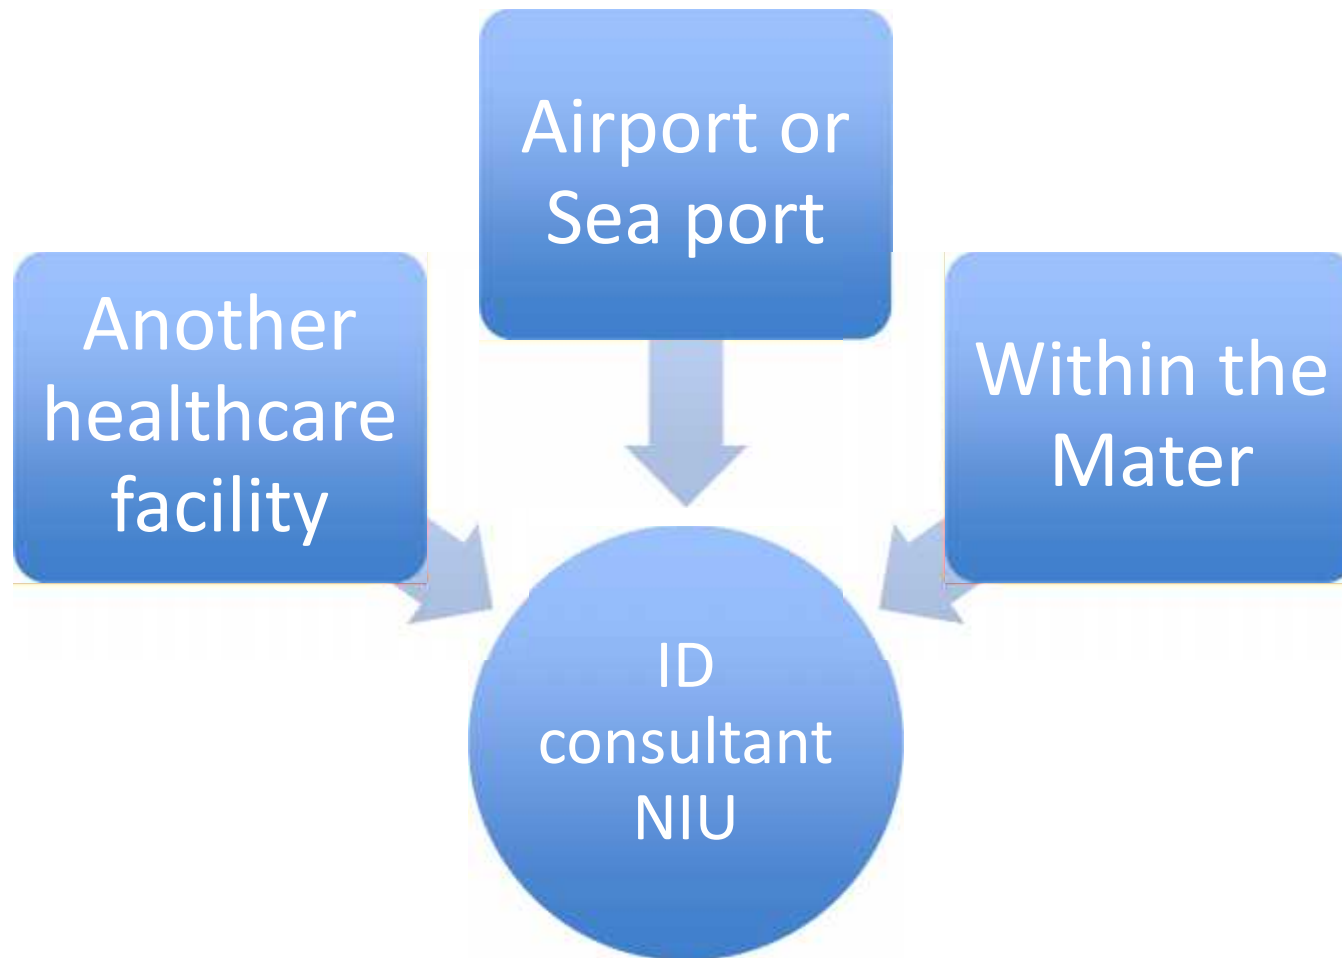 Airport or
Sea port
Another
healthcare
facility
Within the
Mater
ID
consultant
NIU